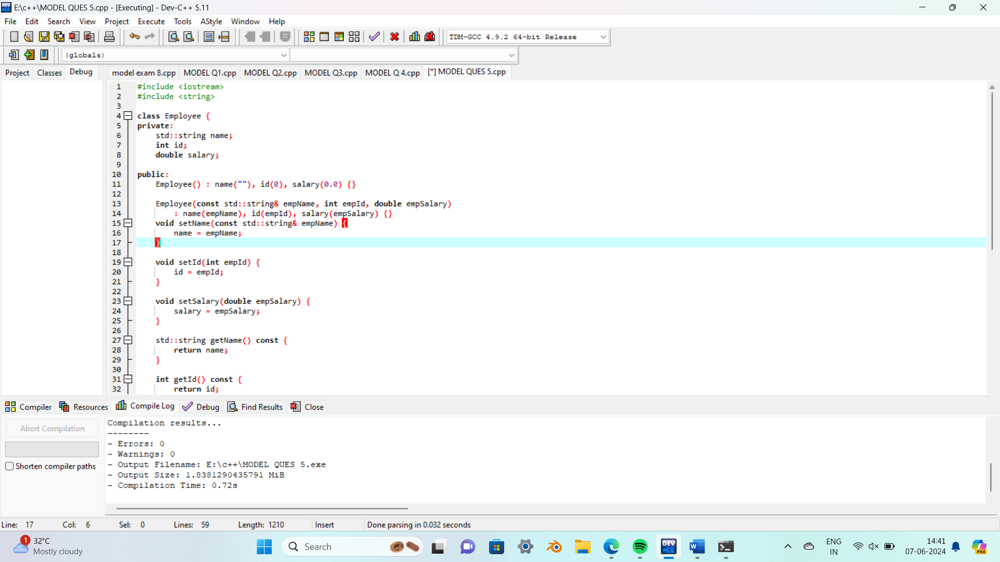 E:\c++\MODEL QUES 5.cpp - [Executing] - Dev-C++ 5.11
File Edit Search View Project Execute Tools AStyle Window Help
TDM-GCC 4.9.2 64-bit Release
(globals)
Project Classes Debug model exam 8.cpp MODEL Q1.cpp MODEL Q2.cpp MODEL Q3.cpp MODEL Q 4.cpp [*] MODEL QUES 5.cpp
1 #include <iostream>
2 #include <string>
3
4 class Employee {
5 private:
6 std::string name;
7 int id;
8 double salary;
9
10 public:
11 Employee() : name(""), id(0), salary(0.0) {}
12
13 Employee(const std::string& empName, int empId, double empSalary)
14 : name(empName), id(empId), salary(empSalary) {}
15 void setName(const std::string& empName) {
16 name = empName;
17 }
18
19 void setId(int empId) {
20 id = empId;
21 }
22
23 void setSalary(double empSalary) {
24 salary = empSalary;
25 }
26
27 std::string getName() const {
28 return name;
29 }
30
31 int getId() const {
32 return id;
Compiler Resources Compile Log Debug Find Results Close
Abort Compilation
Shorten compiler paths
Compilation results...
--------
- Errors: 0
- Warnings: 0
- Output Filename: E:\c++\MODEL QUES 5.exe
- Output Size: 1.8381290435791 MiB
- Compilation Time: 0.72s
Line: 17 Col: 6 Sel: 0 Lines: 59 Length: 1210 Insert Done parsing in 0.032 seconds
1
32°C
Mostly cloudy
Search
DEV
C++
W
ENG
IN
14:41
07-06-2024
PRE